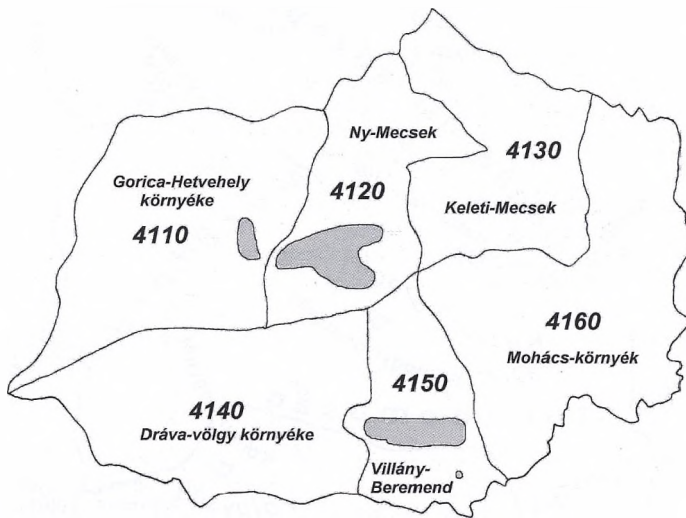 Ny-Mecsek
4130
Gorica-Hetvehely
környéke
4120
Keleti-Mecsek
4110
4160
Mohács-környék
4150
4140
Dráva-völgy környéke
Villány-
Beremend